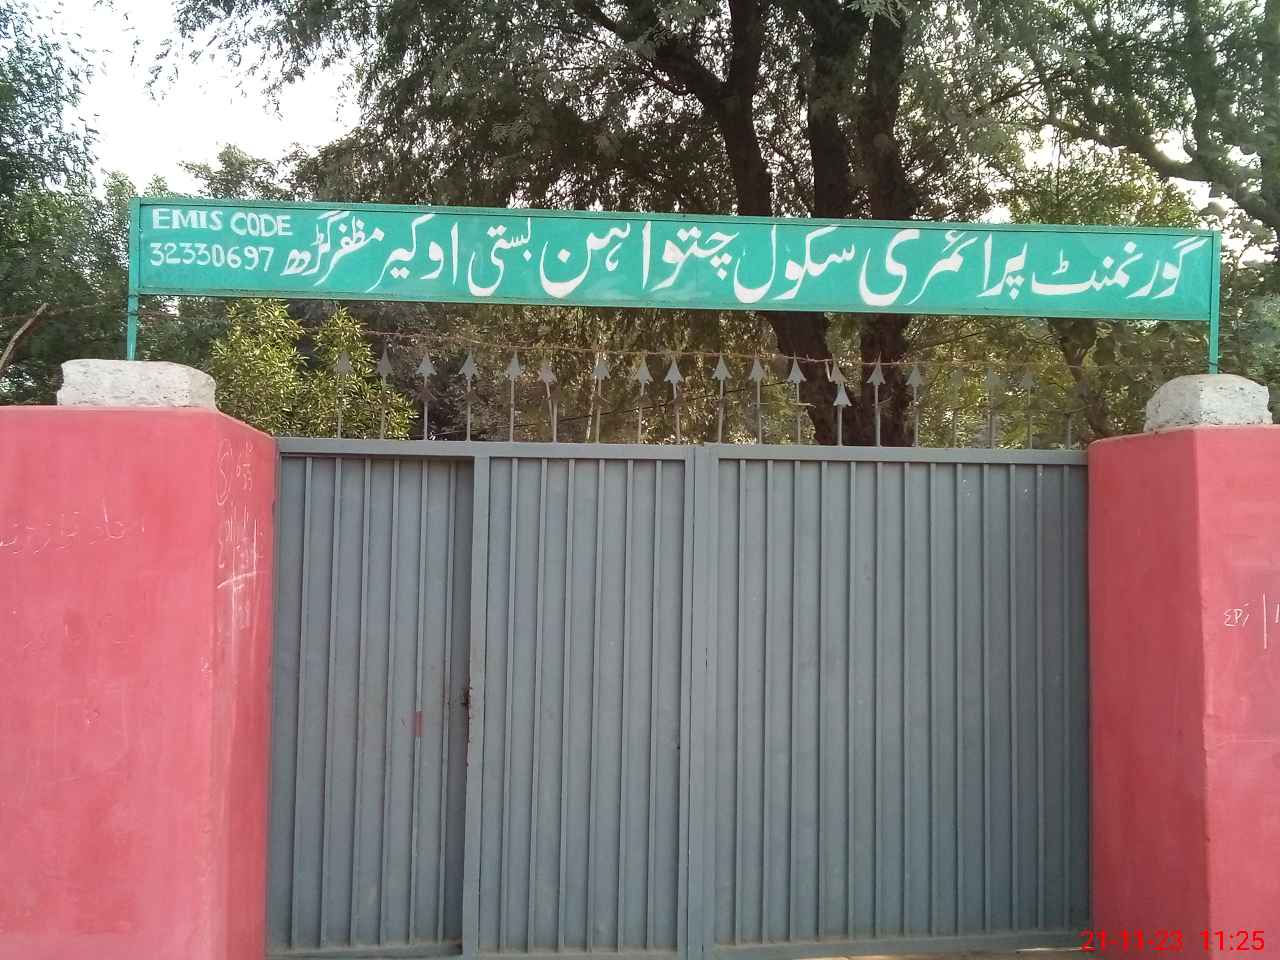 گورنمنٹ پرائمری سکول چتواہن بستی اوکیر مظفرگڑھ
EMIS CODE
32330697
21-11-23 11:25